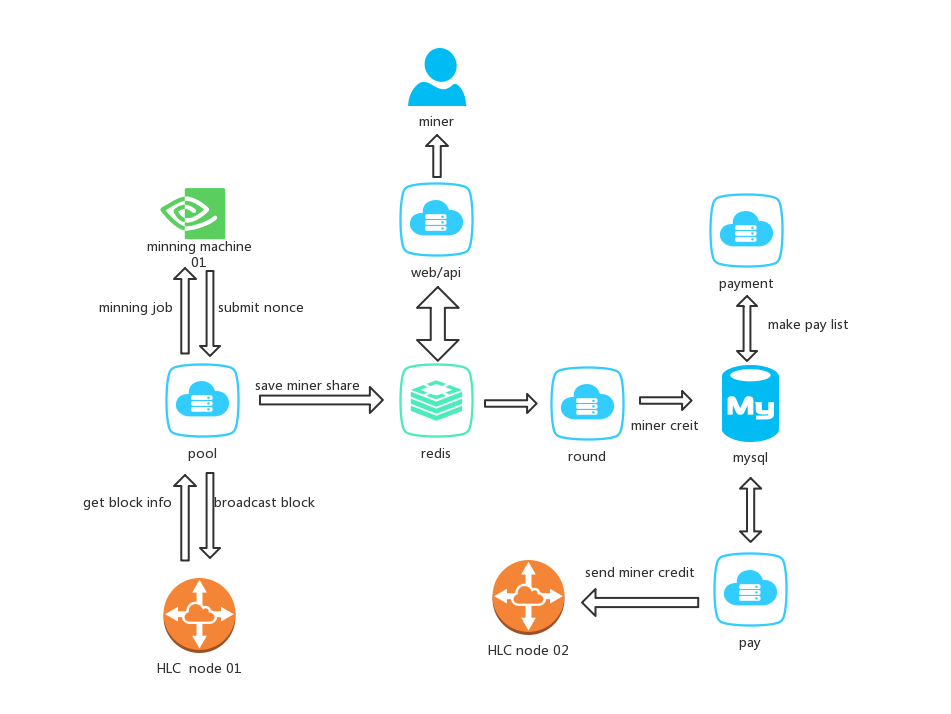 miner
minning machine
01
web/api
payment
minning job
submit nonce
make pay list
save miner share
My
miner creit
pool
redis
round
mysql
get block info
broadcast block
send miner credit
HLC node 01
HLC node 02
pay